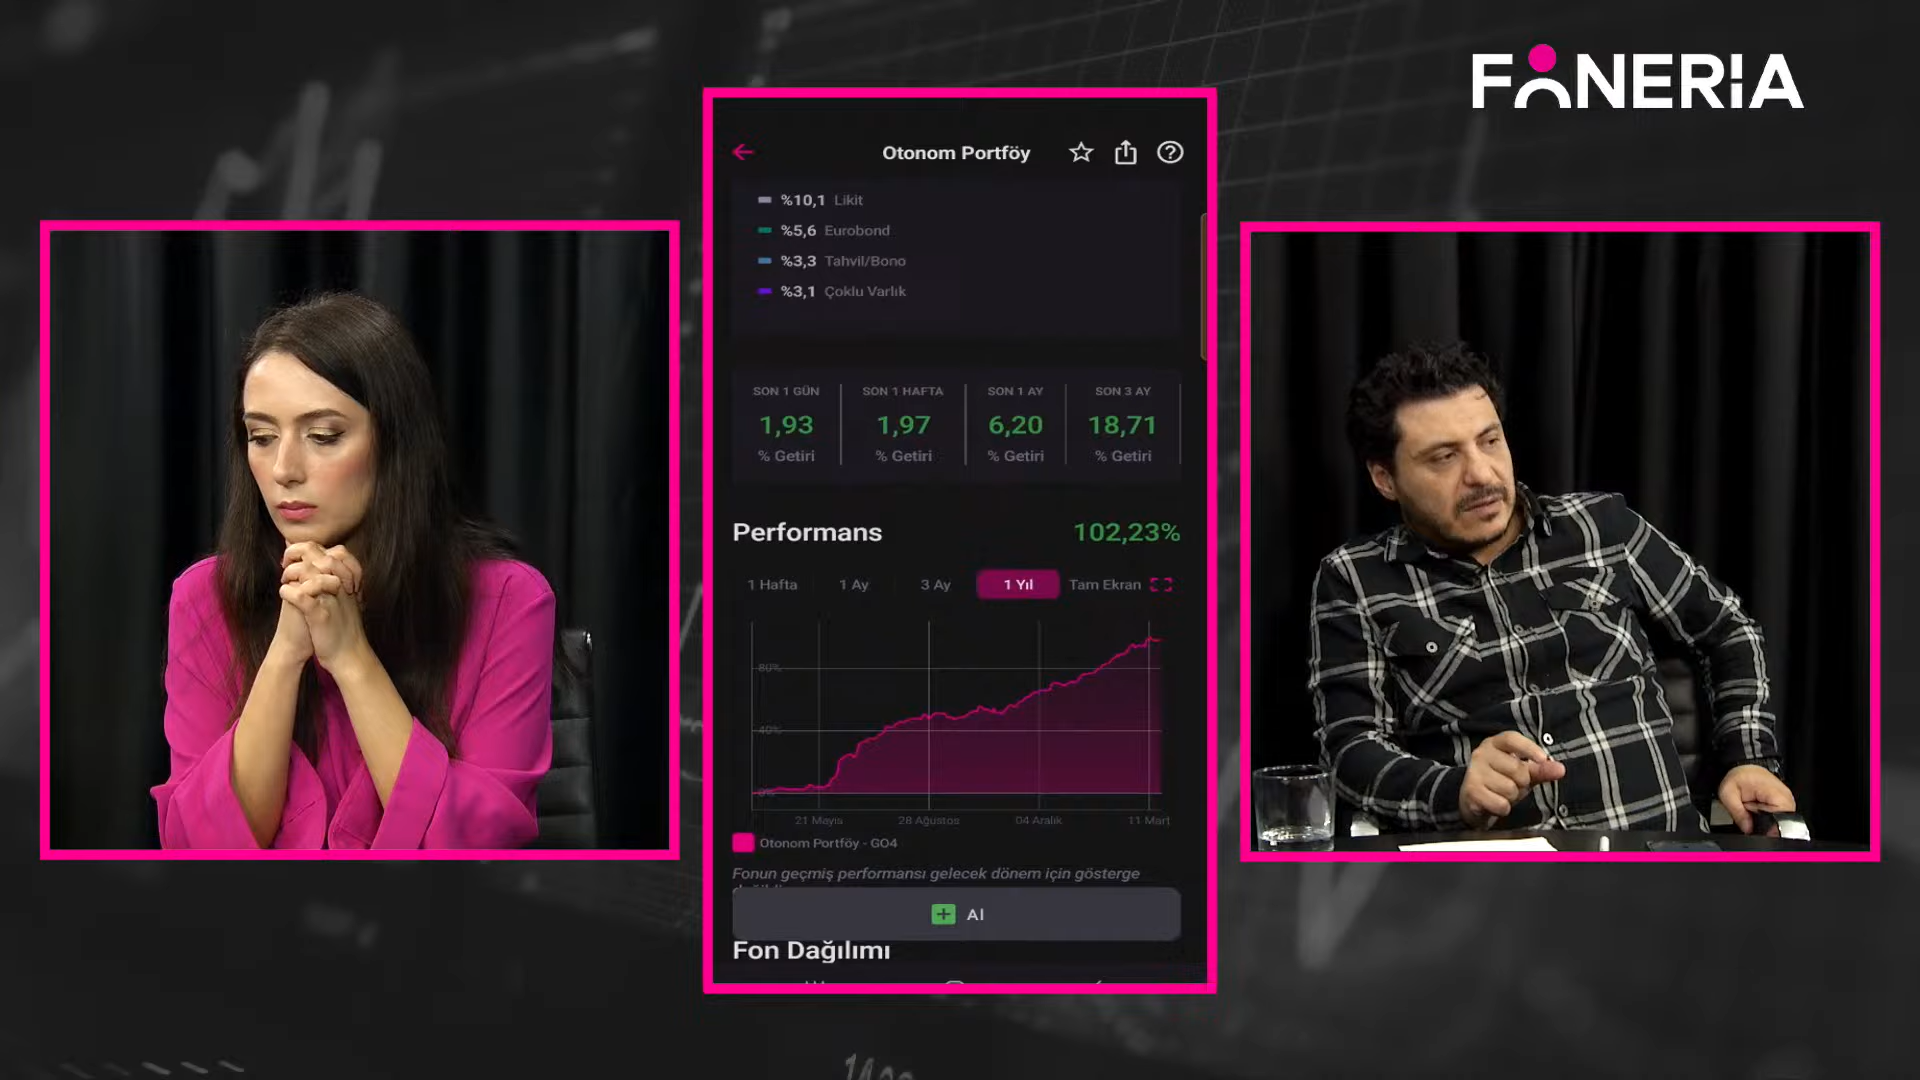 FONERIA
Otonom Portföy
%10,1 Likit
%5,6 Eurobond
%3,3 Tahvil/Bono
%3,1 Çoklu Varlık
SON 1 GÜN SON 1 HAFTA SON 1 AY SON 3 AY
1,93 1,97 6,20 18,71
% Getiri % Getiri % Getiri % Getiri
Performans 102,23%
1 Hafta 1 Ay 3 Ay 1 Yıl Tam Ekran
80%
40%
0%
21 Mayıs 28 Ağustos 04 Aralık 11 Mart
Otonom Portföy - GO4
Fonun geçmiş performansı gelecek dönem için gösterge
Al
Fon Dağılımı